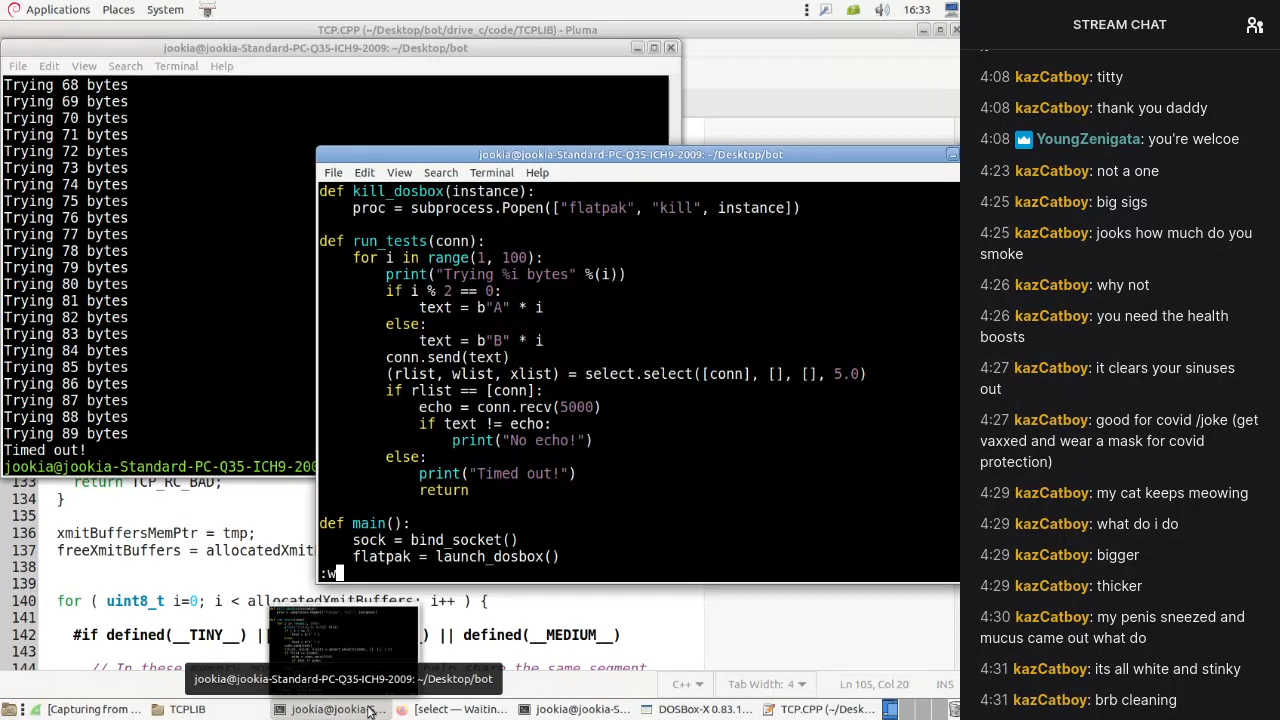 Applications Places System
16:33
TCP.CPP (~/Desktop/bot/drive_c/code/TCPLIB) - Pluma
jookia@jookia-Standard-PC-Q35-ICH9-2009: ~/Desktop/bot
File Edit View Search Terminal Help
Trying 68 bytes
Trying 69 bytes
Trying 70 bytes
Trying 71 bytes
Trying 72 bytes
Trying 73 bytes
Trying 74 bytes
Trying 75 bytes
Trying 76 bytes
Trying 77 bytes
Trying 78 bytes
Trying 79 bytes
Trying 80 bytes
Trying 81 bytes
Trying 82 bytes
Trying 83 bytes
Trying 84 bytes
Trying 85 bytes
Trying 86 bytes
Trying 87 bytes
Trying 88 bytes
Trying 89 bytes
Timed out!
jookia@jookia-Standard-PC-Q35-ICH9-200
jookia@jookia-Standard-PC-Q35-ICH9-2009: ~/Desktop/bot
File Edit View Search Terminal Help
def kill_dosbox(instance):
proc = subprocess.Popen(["flatpak", "kill", instance])
def run_tests(conn):
for i in range(1, 100):
print("Trying %i bytes" %(i))
if i % 2 == 0:
text = b"A" * i
else:
text = b"B" * i
conn.send(text)
(rlist, wlist, xlist) = select.select([conn], [], [], 5.0)
if rlist == [conn]:
echo = conn.recv(5000)
if text != echo:
print("No echo!")
else:
print("Timed out!")
return
def main():
sock = bind_socket()
flatpak = launch_dosbox()
:w
133 return TCP_RC_BAD;
134 }
135
136 xmitBuffersMemPtr = tmp;
137 freeXmitBuffers = allocatedXmit
138
139
for ( uint8_t i=0; i < allocatedXmitBuffers; i++ ) {
#if defined(__TINY__) || || defined(__MEDIUM__)
// In these memory help share the same segment
jookia@jookia-Standard-PC-Q35-ICH9-2009: ~/Desktop/bot
C++ Tab Width: 4 Ln 105, Col 20 INS
[Capturing from ...
TCPLIB
jookia@jookia-S...
[select — Waitin...
jookia@jookia-S...
DOSBOX-X 0.83.1...
TCP.CPP (~/Desk...
STREAM CHAT
4:08 kazCatboy: titty
4:08 kazCatboy: thank you daddy
4:08 YoungZenigata: you're welcoe
4:23 kazCatboy: not a one
4:25 kazCatboy: big sigs
4:25 kazCatboy: jooks how much do you
smoke
4:26 kazCatboy: why not
4:26 kazCatboy: you need the health
boosts
4:27 kazCatboy: it clears your sinuses
out
4:27 kazCatboy: good for covid /joke (get
vaxxed and wear a mask for covid
protection)
4:29 kazCatboy: my cat keeps meowing
4:29 kazCatboy: what do i do
4:29 kazCatboy: bigger
4:29 kazCatboy: thicker
4:30 kazCatboy: my penis sneezed and
mucus came out what do
4:31 kazCatboy: its all white and stinky
4:31 kazCatboy: brb cleaning